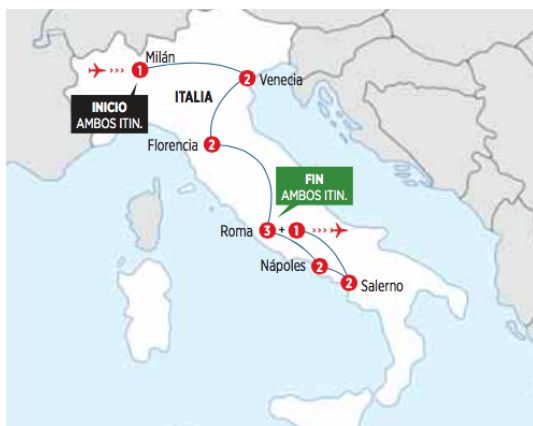 Milán
1
2
Venecia
INICIO
AMBOS ITIN.
ITALIA
Florencia
2
FIN
AMBOS ITIN.
Roma
3 + 1
Nápoles
2
2
Salerno